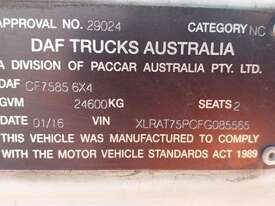 APPROVAL NO. 29024 CATEGORY NC
DAF TRUCKS AUSTRALIA
A DIVISION OF PACCAR AUSTRALIA PTY. LTD.
DAF CF7585 6X4
GVM 24600KG SEATS 2
DATE 01/16 VIN XLRAT75PCFG085565
THIS VEHICLE WAS MANUFACTURED TO COMPLY
WITH THE MOTOR VEHICLE STANDARDS ACT 1989